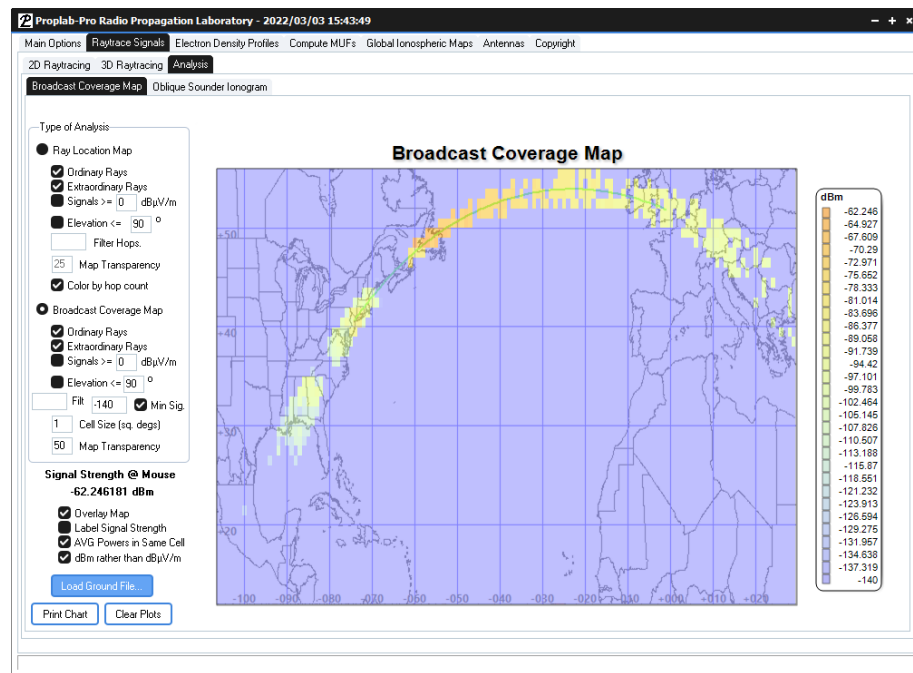 Proplab-Pro Radio Propagation Laboratory - 2022/03/03 15:43:49
Main Options Raytrace Signals Electron Density Profiles Compute MUFs Global Ionospheric Maps Antennas Copyright
2D Raytracing 3D Raytracing Analysis
Broadcast Coverage Map Oblique Sounder Ionogram
Type of Analysis
Ray Location Map
Ordinary Rays
Extraordinary Rays
Signals >= 0 dBµV/m
Elevation <= 90 °
Filter Hops.
25 Map Transparency
Color by hop count
Broadcast Coverage Map
Ordinary Rays
Extraordinary Rays
Signals >= 0 dBµV/m
Elevation <= 90 °
Filt -140 Min Sig.
1 Cell Size (sq. degs)
50 Map Transparency
Signal Strength @ Mouse
-62.246181 dBm
Overlay Map
Label Signal Strength
AVG Powers in Same Cell
dBm rather than dBµV/m
Load Ground File...
Print Chart Clear Plots
Broadcast Coverage Map
+50
+40
+30
+20
-100 -090 -080 -070 -060 -050 -040 -030 -020 -010 +000 +010 +020
dBm
-62.246
-64.927
-67.609
-70.29
-72.971
-75.652
-78.333
-81.014
-83.696
-86.377
-89.058
-91.739
-94.42
-97.101
-99.783
-102.464
-105.145
-107.826
-110.507
-113.188
-115.87
-118.551
-121.232
-123.913
-126.594
-129.275
-131.957
-134.638
-137.319
-140